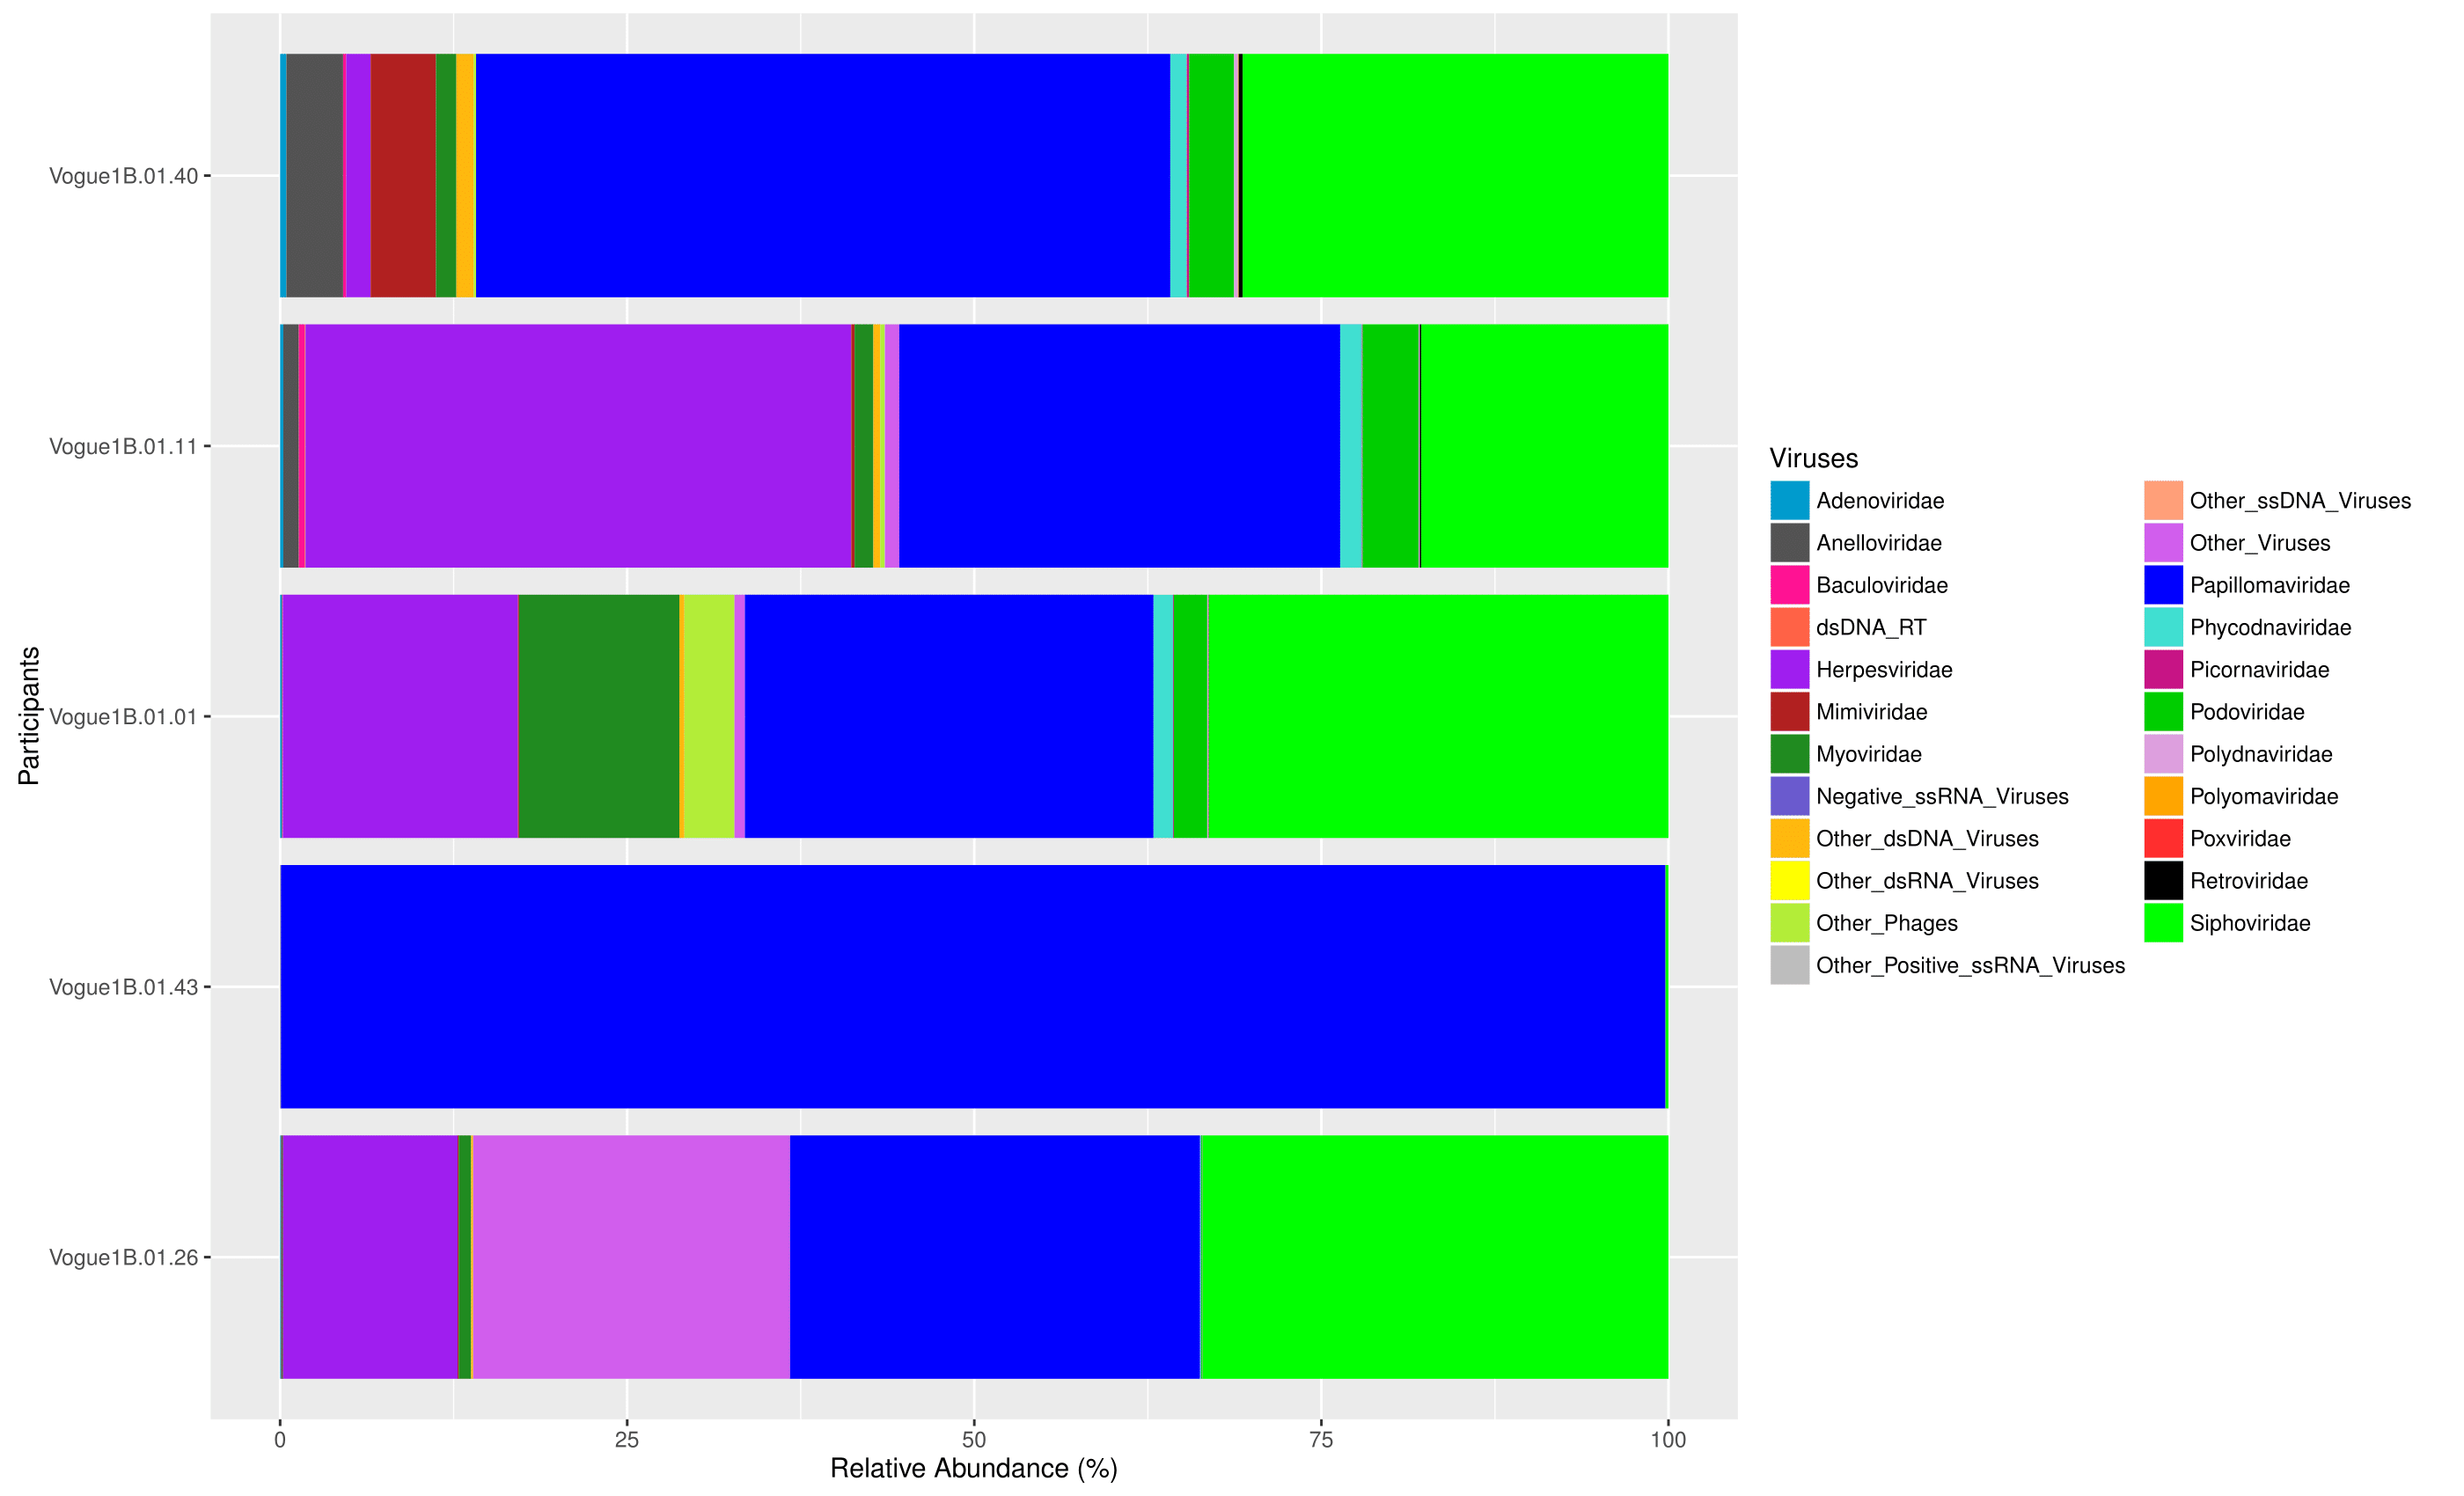 Vogue1B.01.40
Vogue1B.01.11
Vogue1B.01.01
Vogue1B.01.43
Vogue1B.01.26
Participants
0
25
50
75
100
Relative Abundance (%)
Viruses
Adenoviridae
Anelloviridae
Baculoviridae
dsDNA_RT
Herpesviridae
Mimiviridae
Myoviridae
Negative_ssRNA_Viruses
Other_dsDNA_Viruses
Other_dsRNA_Viruses
Other_Phages
Other_Positive_ssRNA_Viruses
Other_ssDNA_Viruses
Other_Viruses
Papillomaviridae
Phycodnaviridae
Picornaviridae
Podoviridae
Polydnaviridae
Polyomaviridae
Poxviridae
Retroviridae
Siphoviridae